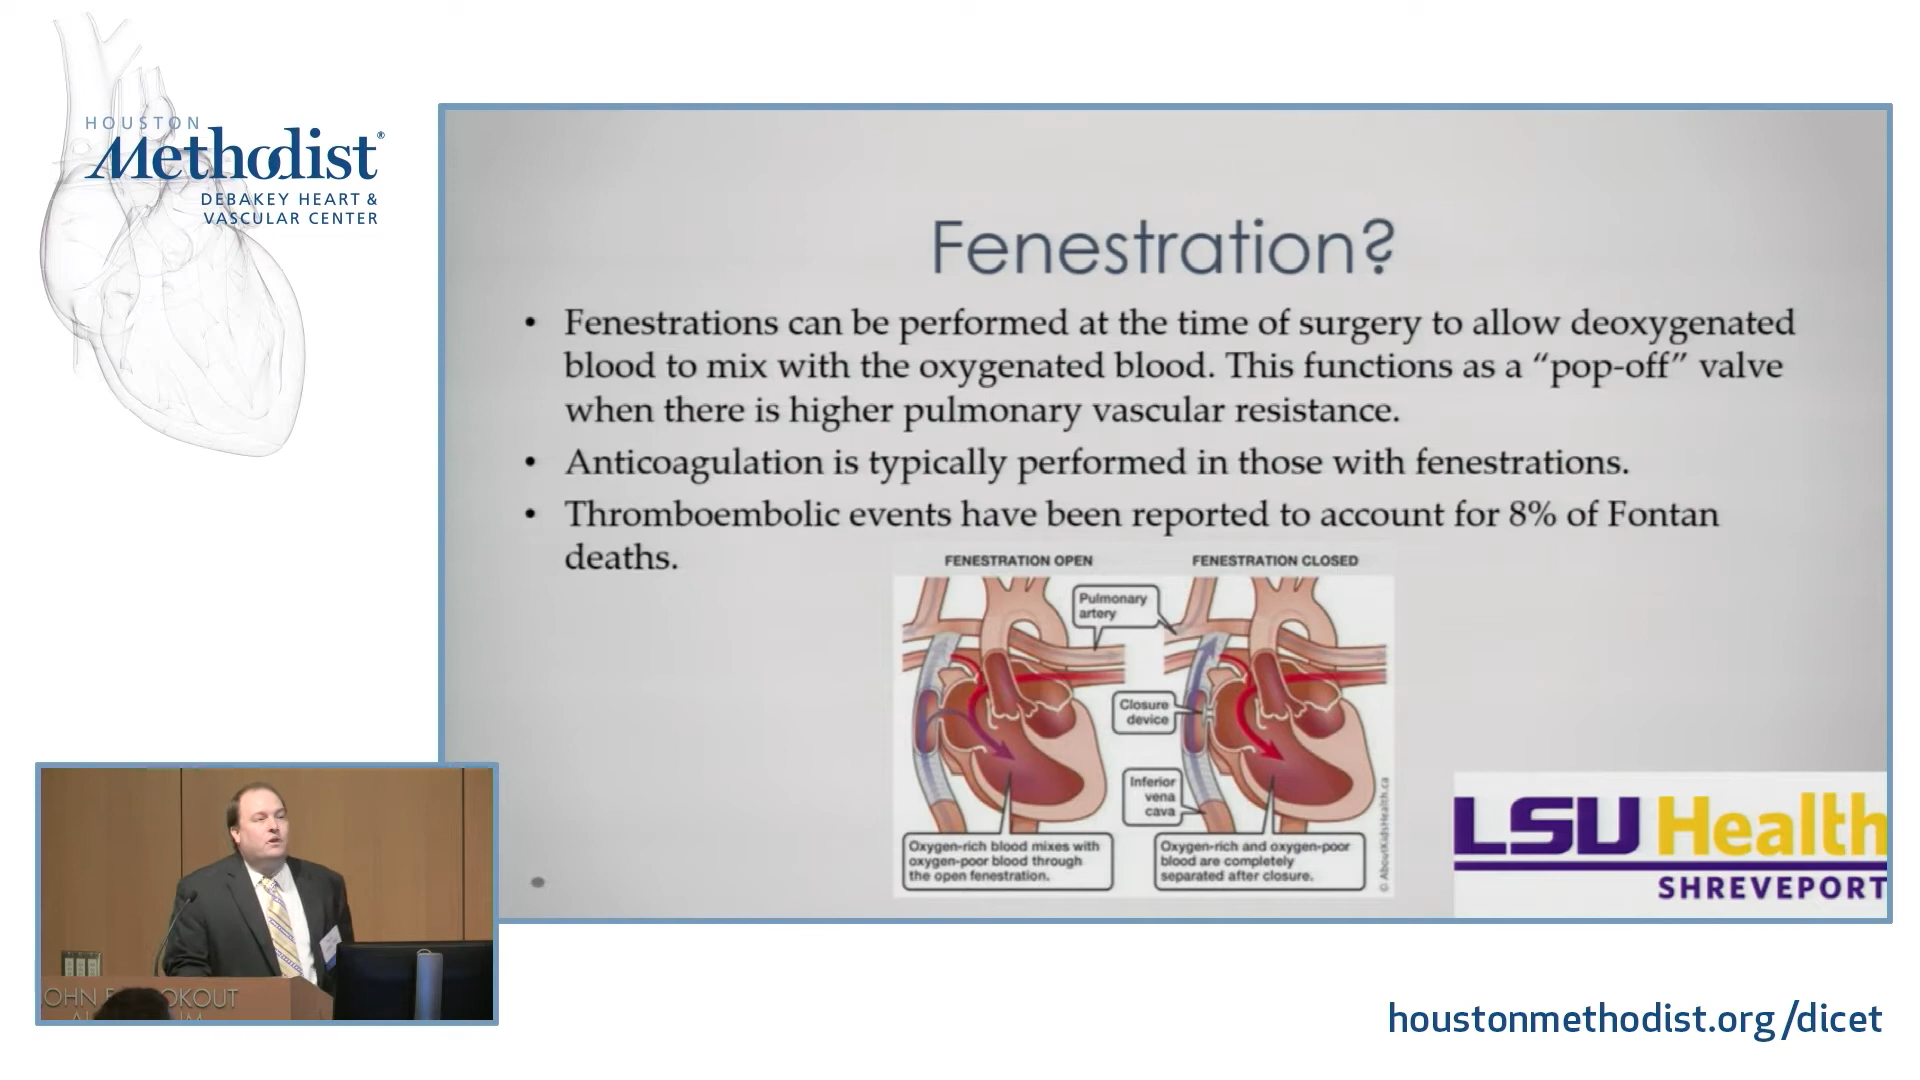 HOUSTON
Methodist®
DEBAKEY HEART &
VASCULAR CENTER
Fenestration?
• Fenestrations can be performed at the time of surgery to allow deoxygenated
blood to mix with the oxygenated blood. This functions as a “pop-off” valve
when there is higher pulmonary vascular resistance.
• Anticoagulation is typically performed in those with fenestrations.
• Thromboembolic events have been reported to account for 8% of Fontan
deaths.
FENESTRATION OPEN
FENESTRATION CLOSED
Pulmonary
artery
Closure
device
Inferior
vena
cava
Oxygen-rich blood mixes with
oxygen-poor blood through
the open fenestration.
Oxygen-rich and oxygen-poor
blood are completely
separated after closure.
© AboutKidsHealth.ca
LSU Health
SHREVEPORT
houstonmethodist.org/dicet